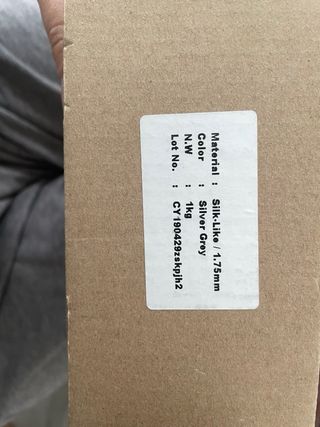 Material : Silk-Like / 1.75mm
Color : Silver Grey
N.W : 1kg
Lot No. : CY190429zskpjh2